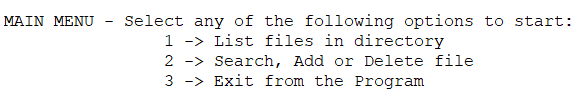 MAIN MENU – Select any of the following options to start:
1 -> List files in directory
2 -> Search, Add or Delete file
3 -> Exit from the Program